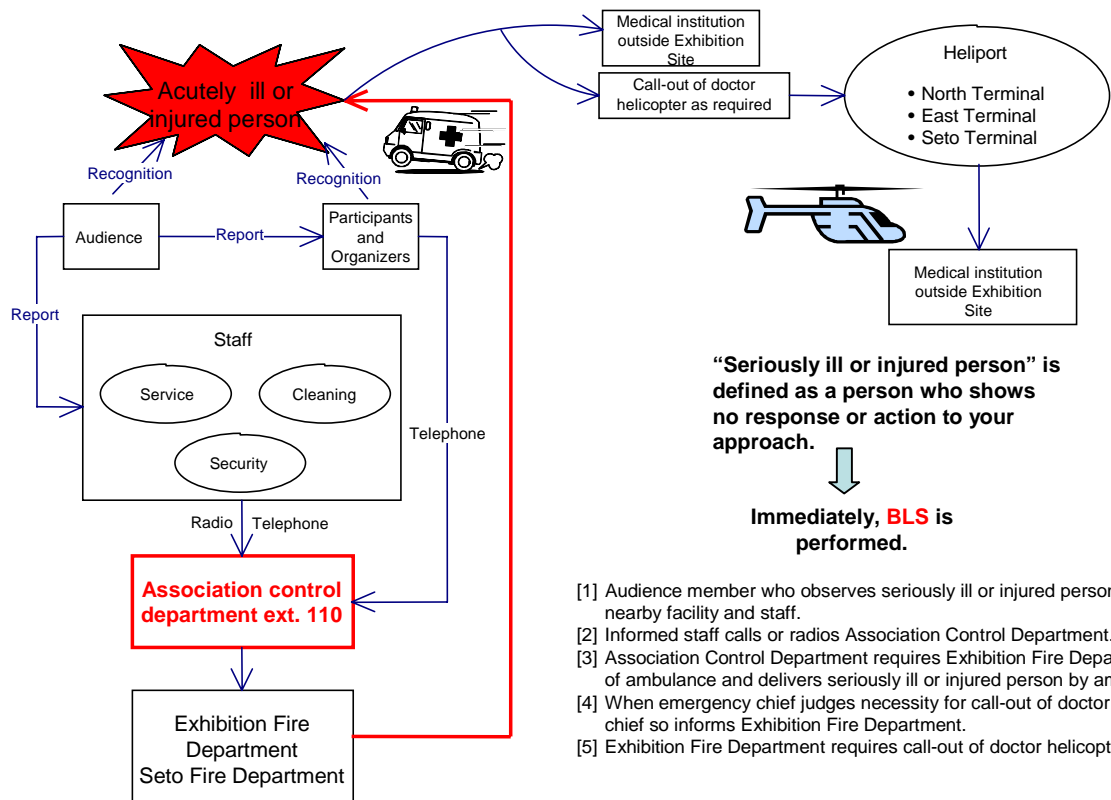 Acutely ill or
injured person
Medical institution
outside Exhibition
Site
Call-out of doctor
helicopter as required
Heliport
• North Terminal
• East Terminal
• Seto Terminal
Recognition
Recognition
Audience
Report
Participants
and
Organizers
Medical institution
outside Exhibition
Site
Report
Staff
Service
Cleaning
Security
Telephone
Radio
Telephone
Association control
department ext. 110
Exhibition Fire
Department
Seto Fire Department
“Seriously ill or injured person” is
defined as a person who shows
no response or action to your
approach.
Immediately, BLS is
performed.
[1] Audience member who observes seriously ill or injured person
nearby facility and staff.
[2] Informed staff calls or radios Association Control Department.
[3] Association Control Department requires Exhibition Fire Depa
of ambulance and delivers seriously ill or injured person by an
[4] When emergency chief judges necessity for call-out of doctor
chief so informs Exhibition Fire Department.
[5] Exhibition Fire Department requires call-out of doctor helicopt